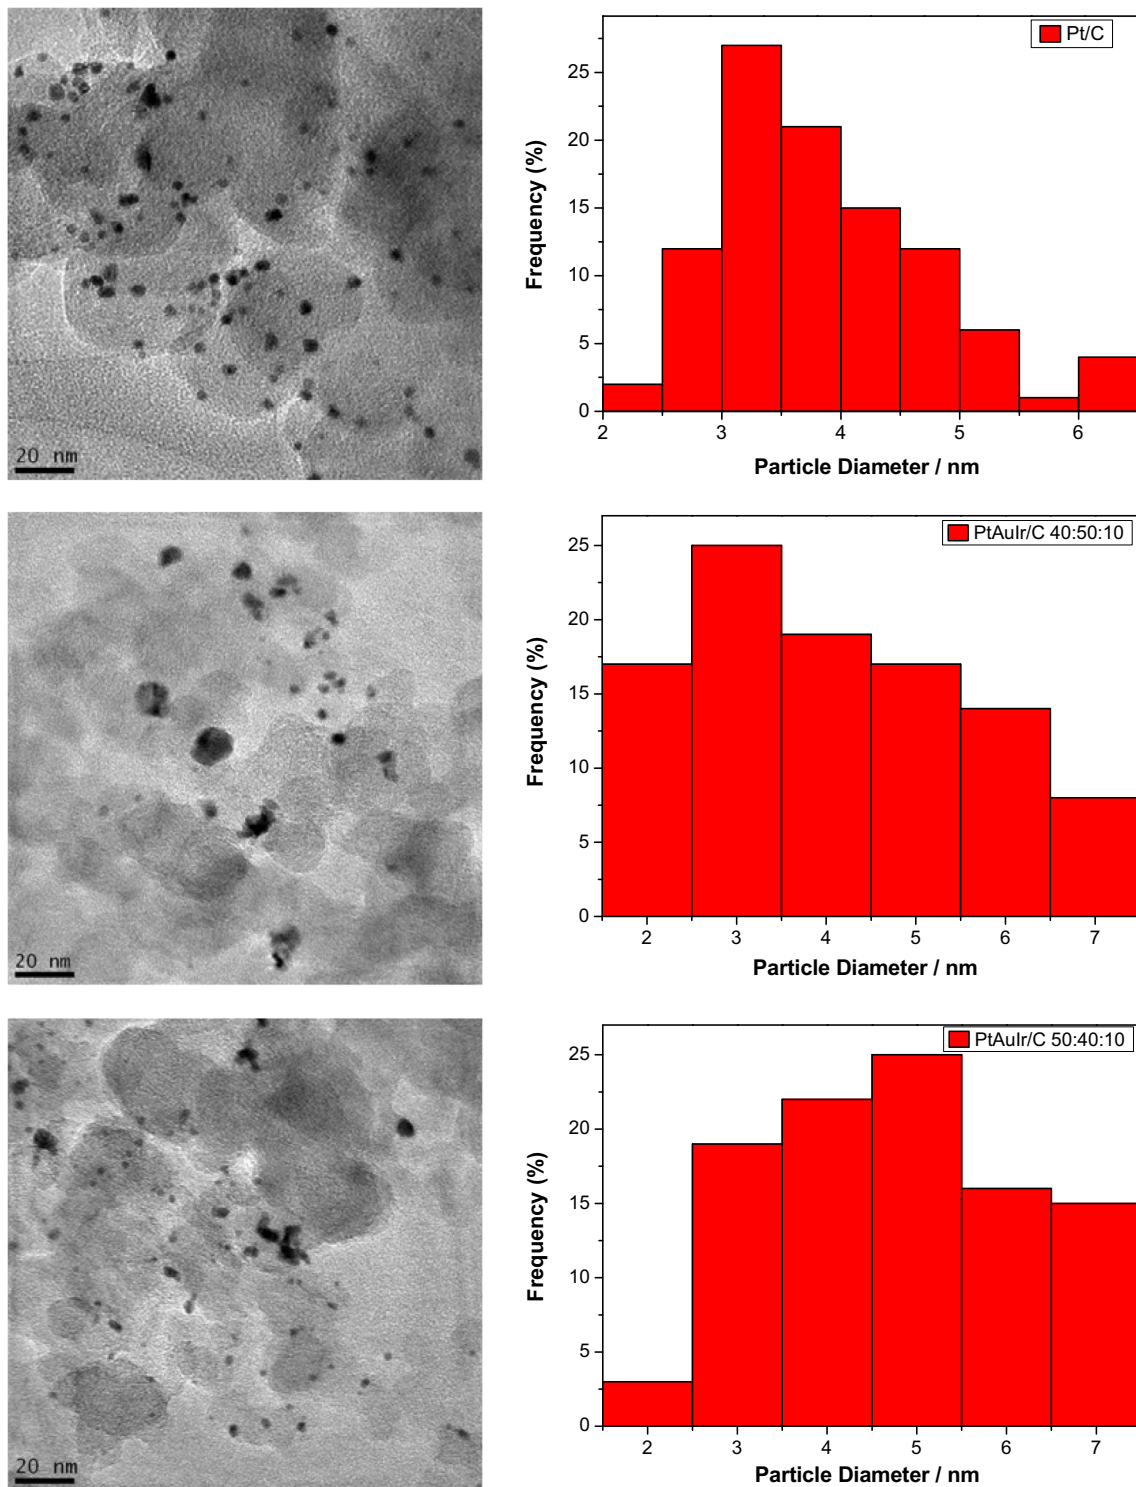 20 nm
Pt/C
Frequency (%)
25
20
15
10
5
0
2 3 4 5 6
Particle Diameter / nm
20 nm
PtAuIr/C 40:50:10
Frequency (%)
25
20
15
10
5
0
2 3 4 5 6 7
Particle Diameter / nm
20 nm
PtAuIr/C 50:40:10
Frequency (%)
25
20
15
10
5
0
2 3 4 5 6 7
Particle Diameter / nm